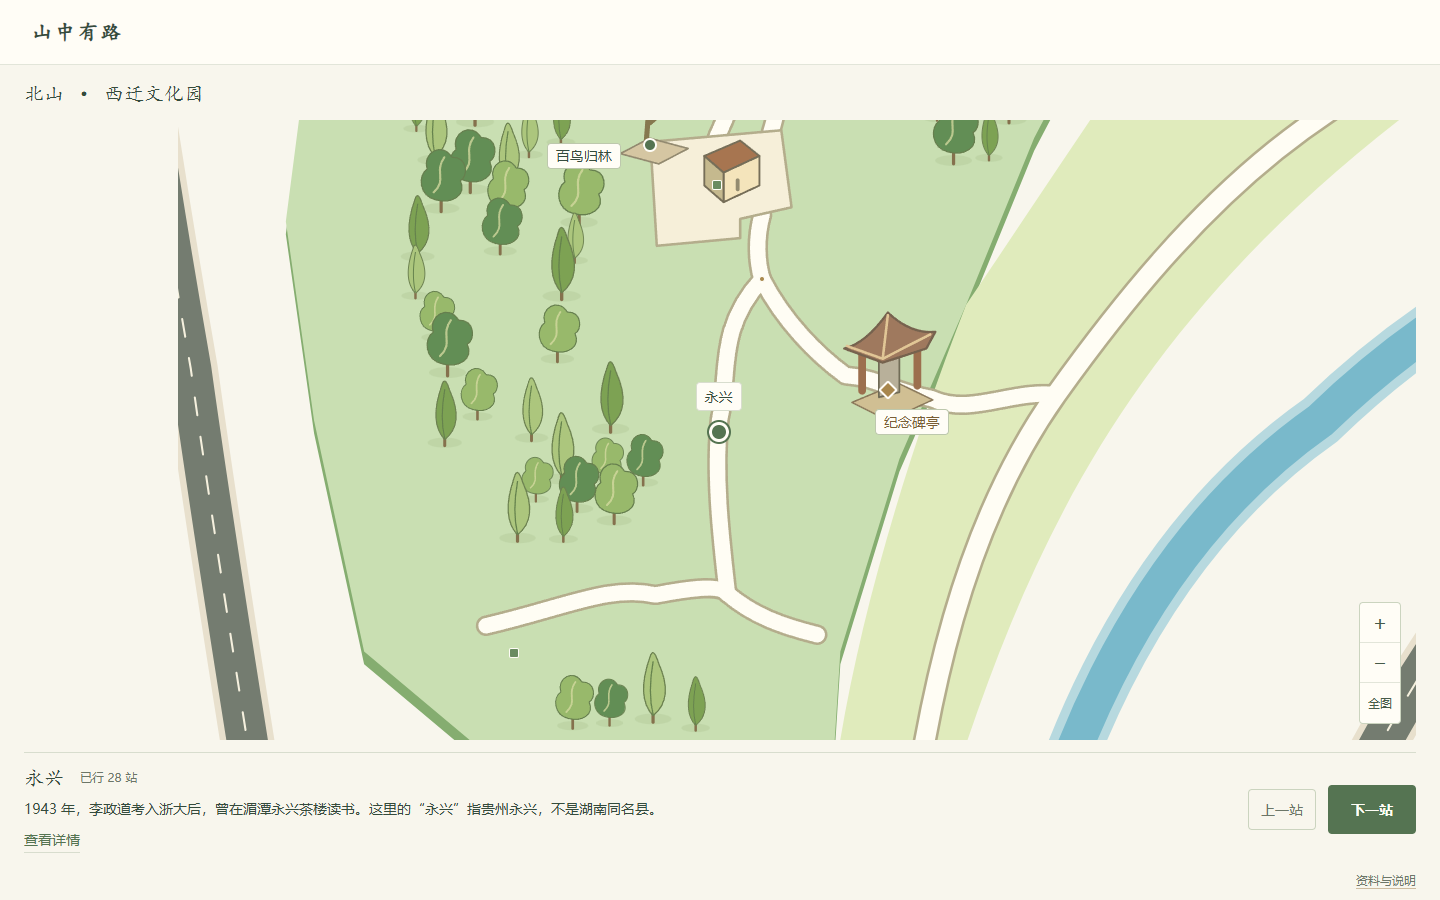 山中有路
北山 • 西迁文化园
百鸟归林
永兴
纪念碑亭
+
−
全图
永兴 已行 28 站
1943 年，李政道考入浙大后，曾在湄潭永兴茶楼读书。这里的“永兴”指贵州永兴，不是湖南同名县。
上一站
下一站
查看详情
资料与说明